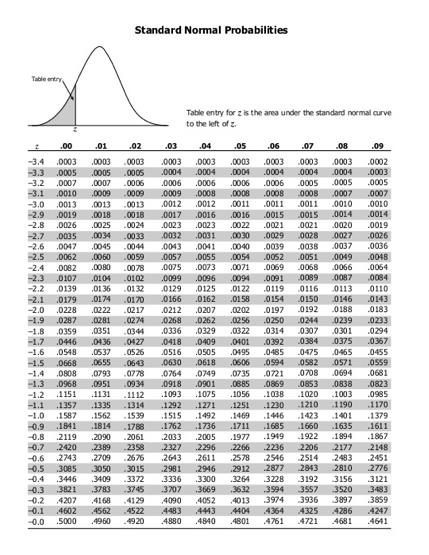 Standard Normal Probabilities
Table entry
z
Table entry for z is the area under the standard normal curve
to the left of z.
z .00 .01 .02 .03 .04 .05 .06 .07 .08 .09
−3.4 .0003 .0003 .0003 .0003 .0003 .0003 .0003 .0003 .0003 .0002
−3.3 .0005 .0005 .0005 .0004 .0004 .0004 .0004 .0004 .0004 .0003
−3.2 .0007 .0007 .0006 .0006 .0006 .0006 .0006 .0005 .0005 .0005
−3.1 .0010 .0009 .0009 .0009 .0008 .0008 .0008 .0008 .0007 .0007
−3.0 .0013 .0013 .0013 .0012 .0012 .0011 .0011 .0011 .0010 .0010
−2.9 .0019 .0018 .0018 .0017 .0016 .0016 .0015 .0015 .0014 .0014
−2.8 .0026 .0025 .0024 .0023 .0023 .0022 .0021 .0021 .0020 .0019
−2.7 .0035 .0034 .0033 .0032 .0031 .0030 .0029 .0028 .0027 .0026
−2.6 .0047 .0045 .0044 .0043 .0041 .0040 .0039 .0038 .0037 .0036
−2.5 .0062 .0060 .0059 .0057 .0055 .0054 .0052 .0051 .0049 .0048
−2.4 .0082 .0080 .0078 .0075 .0073 .0071 .0069 .0068 .0066 .0064
−2.3 .0107 .0104 .0102 .0099 .0096 .0094 .0091 .0089 .0087 .0084
−2.2 .0139 .0136 .0132 .0129 .0125 .0122 .0119 .0116 .0113 .0110
−2.1 .0179 .0174 .0170 .0166 .0162 .0158 .0154 .0150 .0146 .0143
−2.0 .0228 .0222 .0217 .0212 .0207 .0202 .0197 .0192 .0188 .0183
−1.9 .0287 .0281 .0274 .0268 .0262 .0256 .0250 .0244 .0239 .0233
−1.8 .0359 .0351 .0344 .0336 .0329 .0322 .0314 .0307 .0301 .0294
−1.7 .0446 .0436 .0427 .0418 .0409 .0401 .0392 .0384 .0375 .0367
−1.6 .0548 .0537 .0526 .0516 .0505 .0495 .0485 .0475 .0465 .0455
−1.5 .0668 .0655 .0643 .0630 .0618 .0606 .0594 .0582 .0571 .0559
−1.4 .0808 .0793 .0778 .0764 .0749 .0735 .0721 .0708 .0694 .0681
−1.3 .0968 .0951 .0934 .0918 .0901 .0885 .0869 .0853 .0838 .0823
−1.2 .1151 .1131 .1112 .1093 .1075 .1056 .1038 .1020 .1003 .0985
−1.1 .1357 .1335 .1314 .1292 .1271 .1251 .1230 .1210 .1190 .1170
−1.0 .1587 .1562 .1539 .1515 .1492 .1469 .1446 .1423 .1401 .1379
−0.9 .1841 .1814 .1788 .1762 .1736 .1711 .1685 .1660 .1635 .1611
−0.8 .2119 .2090 .2061 .2033 .2005 .1977 .1949 .1922 .1894 .1867
−0.7 .2420 .2389 .2358 .2327 .2296 .2266 .2236 .2206 .2177 .2148
−0.6 .2743 .2709 .2676 .2643 .2611 .2578 .2546 .2514 .2483 .2451
−0.5 .3085 .3050 .3015 .2981 .2946 .2912 .2877 .2843 .2810 .2776
−0.4 .3446 .3409 .3372 .3336 .3300 .3264 .3228 .3192 .3156 .3121
−0.3 .3821 .3783 .3745 .3707 .3669 .3632 .3594 .3557 .3520 .3483
−0.2 .4207 .4168 .4129 .4090 .4052 .4013 .3974 .3936 .3897 .3859
−0.1 .4602 .4562 .4522 .4483 .4443 .4404 .4364 .4325 .4286 .4247
−0.0 .5000 .4960 .4920 .4880 .4840 .4801 .4761 .4721 .4681 .4641